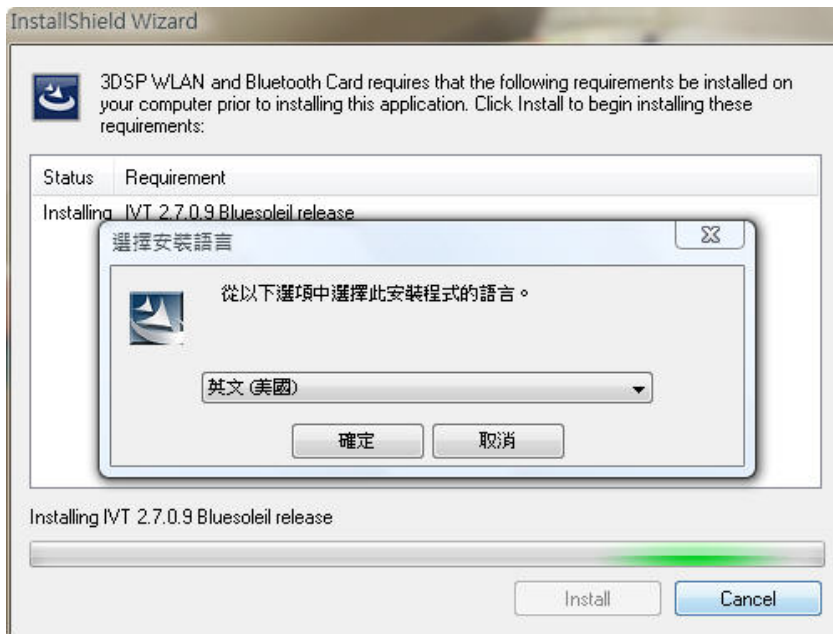 InstallShield Wizard
3DSP WLAN and Bluetooth Card requires that the following requirements be installed on
your computer prior to installing this application. Click Install to begin installing these
requirements:
Status Requirement
Installing IVT 2.7.0.9 Bluesoleil release
選擇安裝語言
從以下選項中選擇此安裝程式的語言。
英文 (美國)
確定 取消
Installing IVT 2.7.0.9 Bluesoleil release
Install Cancel